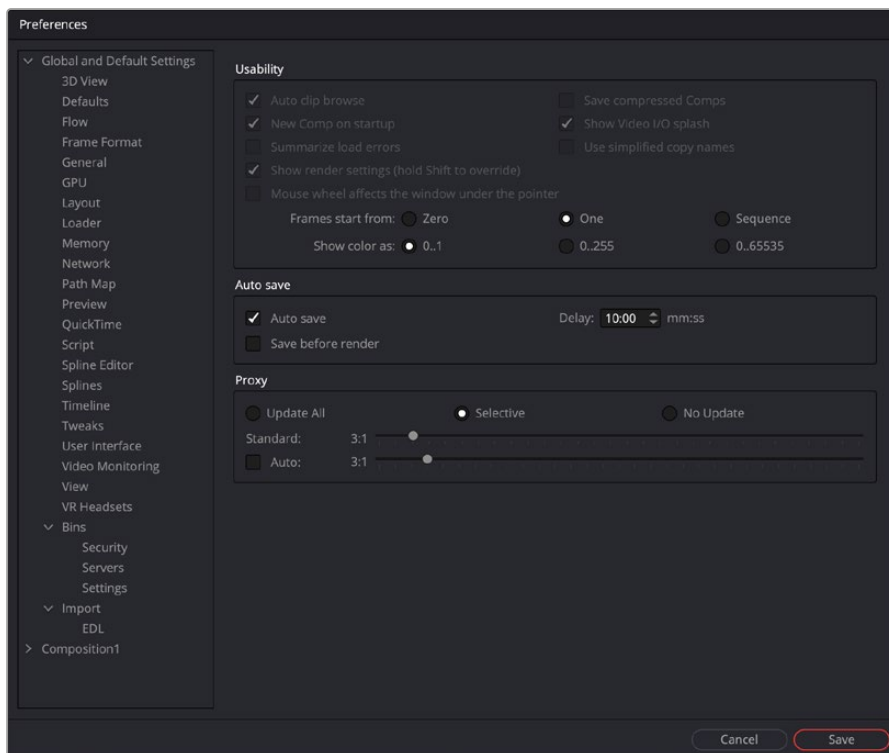 Preferences
Global and Default Settings
3D View
Defaults
Flow
Frame Format
General
GPU
Layout
Loader
Memory
Network
Path Map
Preview
QuickTime
Script
Spline Editor
Splines
Timeline
Tweaks
User Interface
Video Monitoring
View
VR Headsets
Bins
Security
Servers
Settings
Import
EDL
Composition1
Usability
Auto clip browse Save compressed Comps
New Comp on startup Show Video I/O splash
Summarize load errors Use simplified copy names
Show render settings (hold Shift to override)
Mouse wheel affects the window under the pointer
Frames start from: Zero One Sequence
Show color as: 0..1 0..255 0..65535
Auto save
Auto save Delay: 10:00 mm:ss
Save before render
Proxy
Update All Selective No Update
Standard: 3:1
Auto: 3:1
Cancel Save